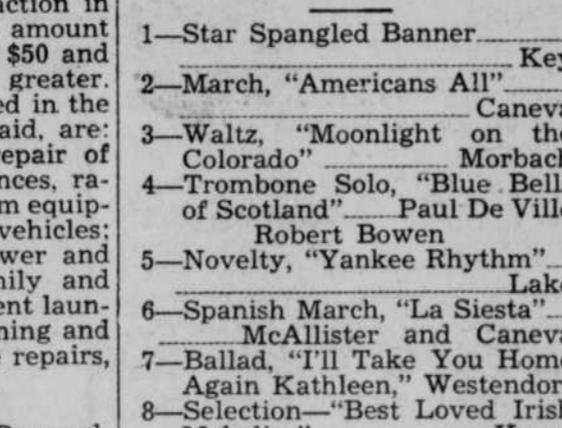 action in
amount
$50 and
greater.
ed in the
aid, are:
repair of
nces, ra-
m equip-
vehicles;
wer and
nily and
ent laun-
ning and
repairs,
1—Star Spangled Banner
Key
2—March, "Americans All"
Caneva
3—Waltz, "Moonlight on the
Colorado" Morbach
4—Trombone Solo, "Blue Bells
of Scotland" Paul De Ville
Robert Bowen
5—Novelty, "Yankee Rhythm"
Lake
6—Spanish March, "La Siesta"
McAllister and Caneva
7—Ballad, "I'll Take You Home
Again Kathleen," Westendor
8—Selection—"Best Loved Irish